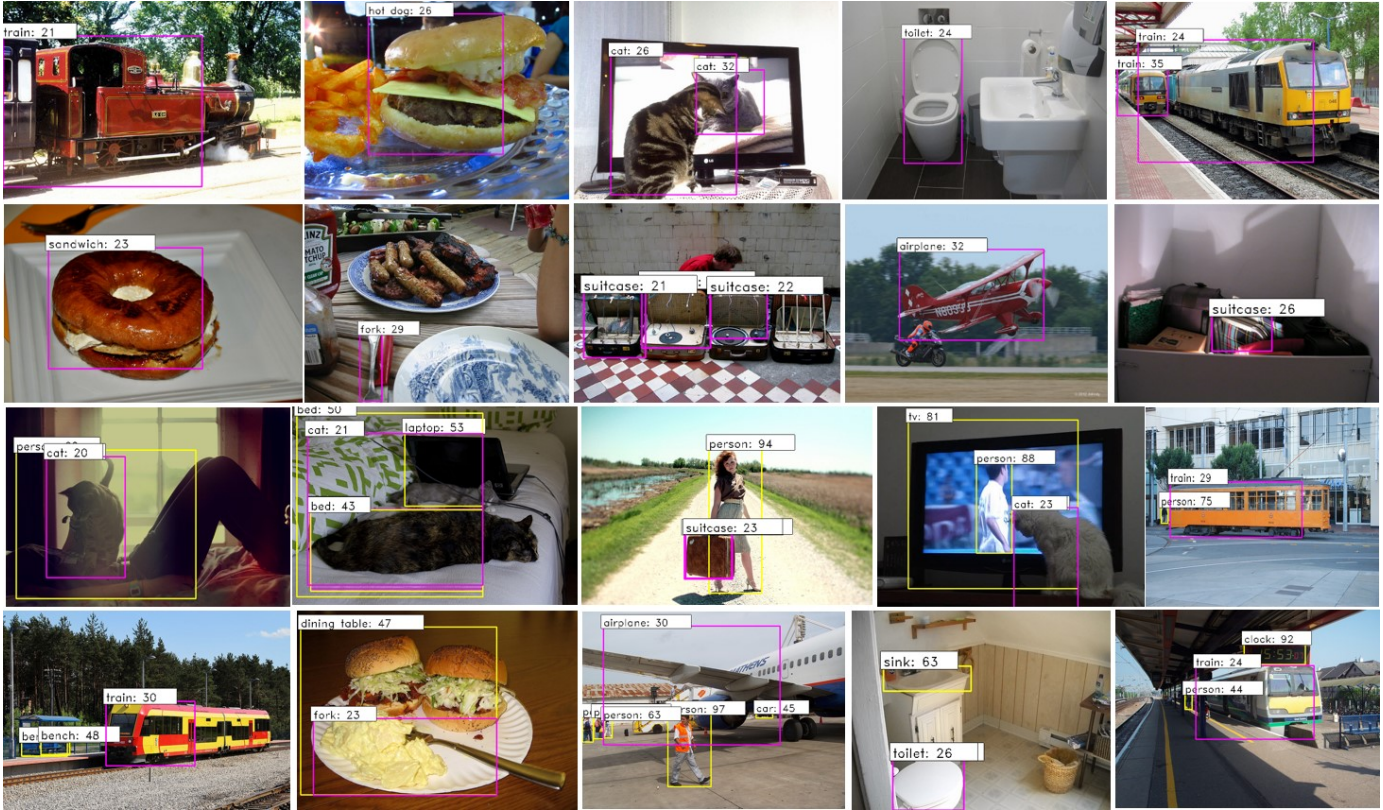 train: 21
hot dog: 26
cat: 26
cat: 32
LG
toilet: 24
train: 24
train: 35
sandwich: 23
HEINZ
TOMATO
KETCHUP
fork: 29
suitcase: 21
suitcase: 22
airplane: 32
suitcase: 26
cat: 20
bed: 50
cat: 21
laptop: 53
bed: 43
person: 94
suitcase: 23
tv: 81
person: 88
cat: 23
train: 29
person: 75
train: 30
bench: 48
dining table: 47
fork: 23
airplane: 30
person: 63
car: 45
sink: 63
toilet: 26
clock: 92
train: 24
person: 44